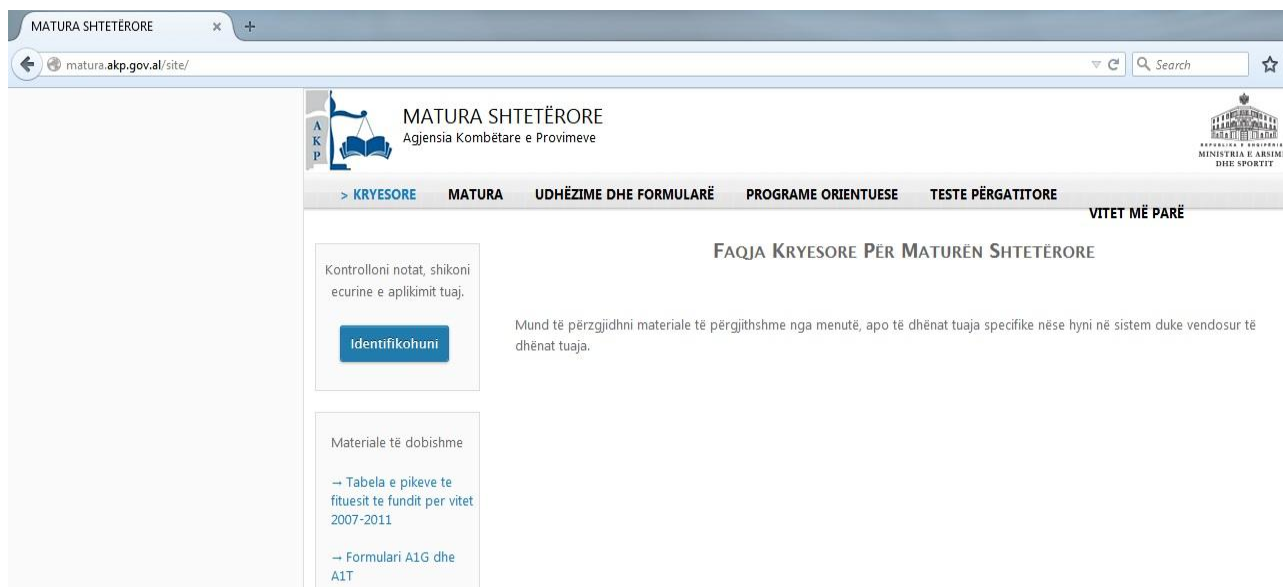 MATURA SHTETËRORE
matura.akp.gov.al/site/
Search
A
K
P
MATURA SHTETËRORE
Agjensia Kombëtare e Provimeve
REPUBLIKA E SHQIPËRIS
MINISTRIA E ARSIMI
DHE SPORTIT
> KRYESORE MATURA UDHËZIME DHE FORMULARË PROGRAME ORIENTUESE TESTE PËRGATITORE
VITET MË PARË
Kontrolloni notat, shikoni
ecurine e aplikimit tuaj.
Identifikohuni
Materiale të dobishme
→ Tabela e pikeve te
fituesit te fundit per vitet
2007-2011
→ Formulari A1G dhe
A1T
FAQJA KRYESORE PËR MATURËN SHTETËRORE
Mund të përzgjidhni materiale të përgjithshme nga menutë, apo të dhënat tuaja specifike nëse hyni në sistem duke vendosur të
dhënat tuaja.